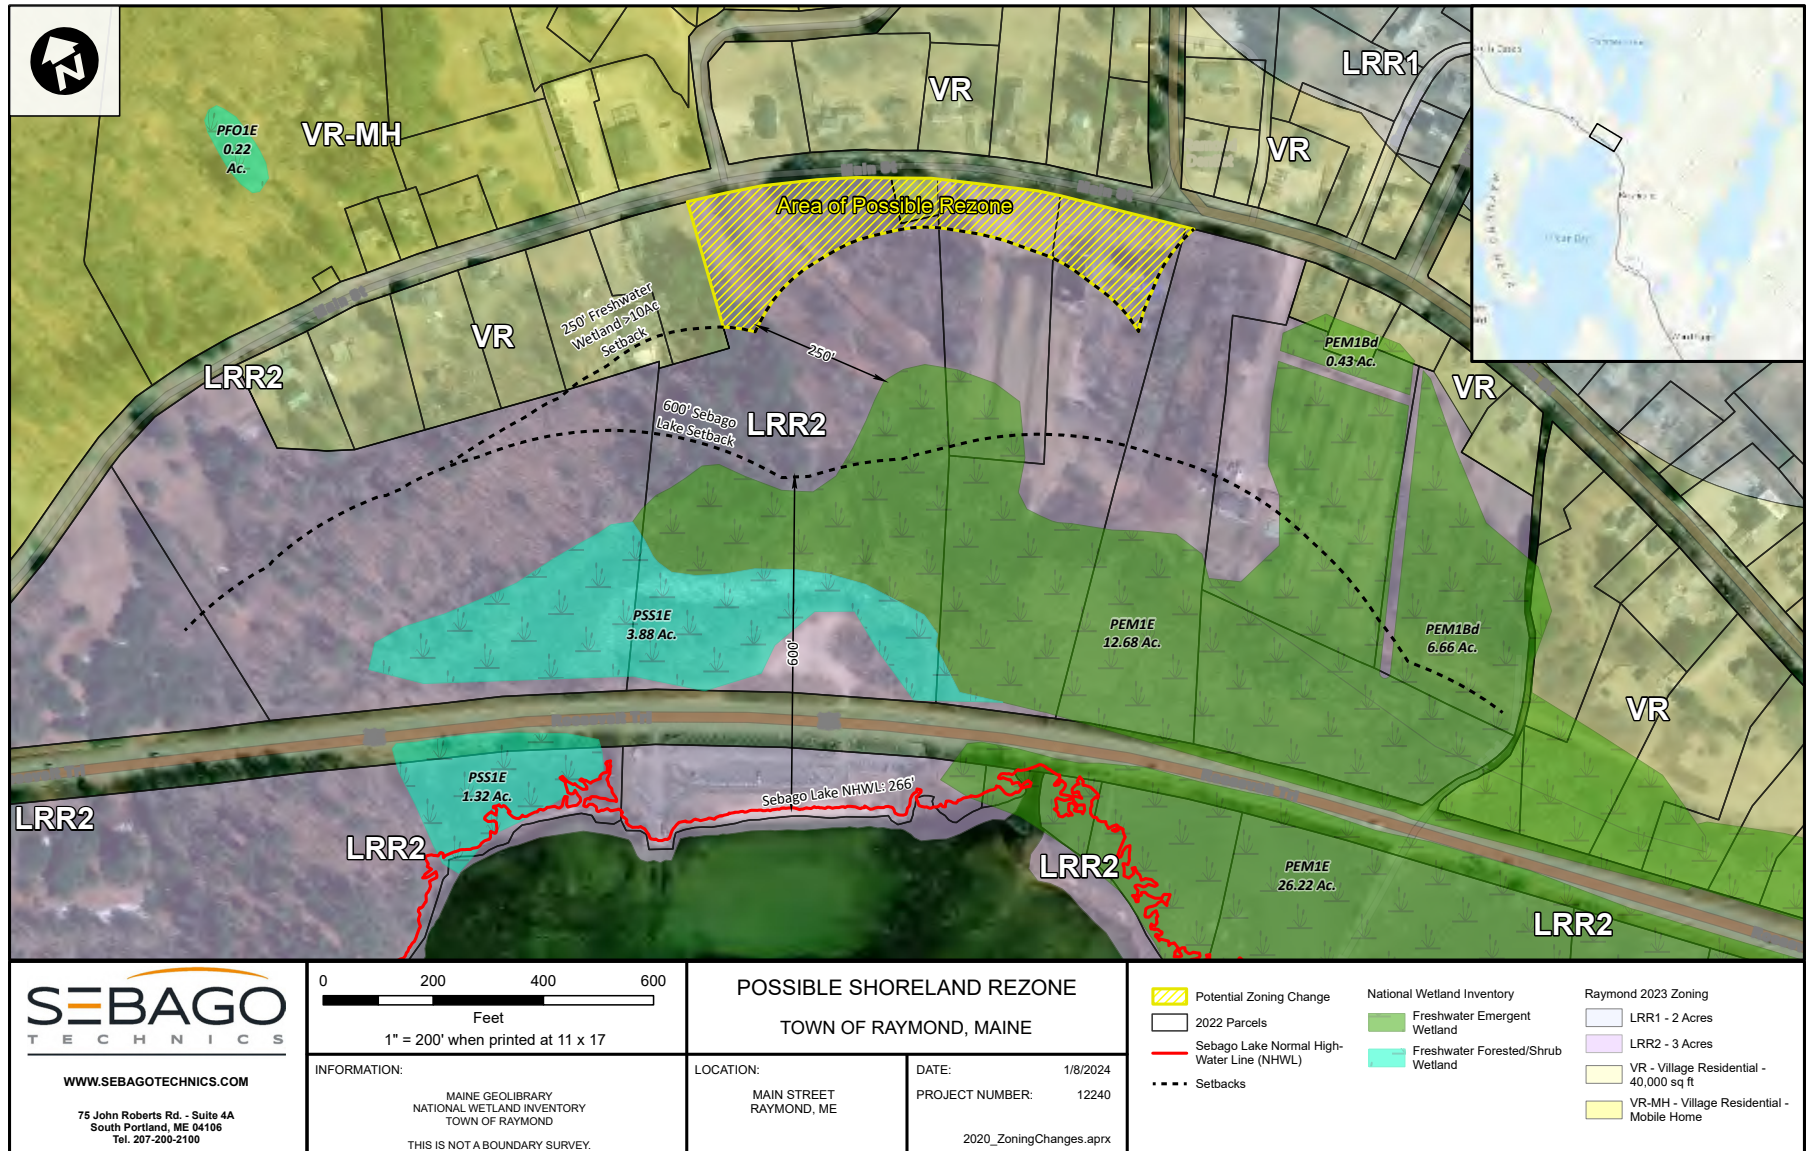 N
PFO1E
0.22
Ac.
VR-MH
VR
LRR1
VR
Main St
Main St
Area of Possible Rezone
Main St
250' Freshwater
Wetland >10Ac
Setback
VR
LRR2
250'
600' Sebago
Lake Setback
LRR2
PEM1Bd
0.43 Ac.
VR
PSS1E
3.88 Ac.
600'
PEM1E
12.68 Ac.
PEM1Bd
6.66 Ac.
VR
PSS1E
1.32 Ac.
Sebago Lake NHWL: 266'
LRR2
LRR2
LRR2
PEM1E
26.22 Ac.
LRR2
SEBAGO
TECHNICS
WWW.SEBAGOTECHNICS.COM
75 John Roberts Rd. - Suite 4A
South Portland, ME 04106
Tel. 207-200-2100
0 200 400 600
Feet
1" = 200' when printed at 11 x 17
INFORMATION:
MAINE GEOLIBRARY
NATIONAL WETLAND INVENTORY
TOWN OF RAYMOND
THIS IS NOT A BOUNDARY SURVEY.
POSSIBLE SHORELAND REZONE
TOWN OF RAYMOND, MAINE
LOCATION:
MAIN STREET
RAYMOND, ME
DATE: 1/8/2024
PROJECT NUMBER: 12240
2020_ZoningChanges.aprx
Potential Zoning Change
2022 Parcels
Sebago Lake Normal High-
Water Line (NHWL)
Setbacks
National Wetland Inventory
Freshwater Emergent
Wetland
Freshwater Forested/Shrub
Wetland
Raymond 2023 Zoning
LRR1 - 2 Acres
LRR2 - 3 Acres
VR - Village Residential -
40,000 sq ft
VR-MH - Village Residential -
Mobile Home